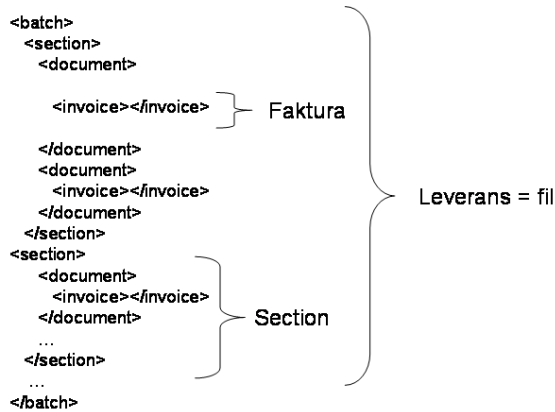 <batch>
<section>
<document>
<invoice></invoice>
Faktura
</document>
<document>
<invoice></invoice>
</document>
</section>
Leverans = fil
<section>
<document>
<invoice></invoice>
</document>
Section
...
</section>
...
</batch>